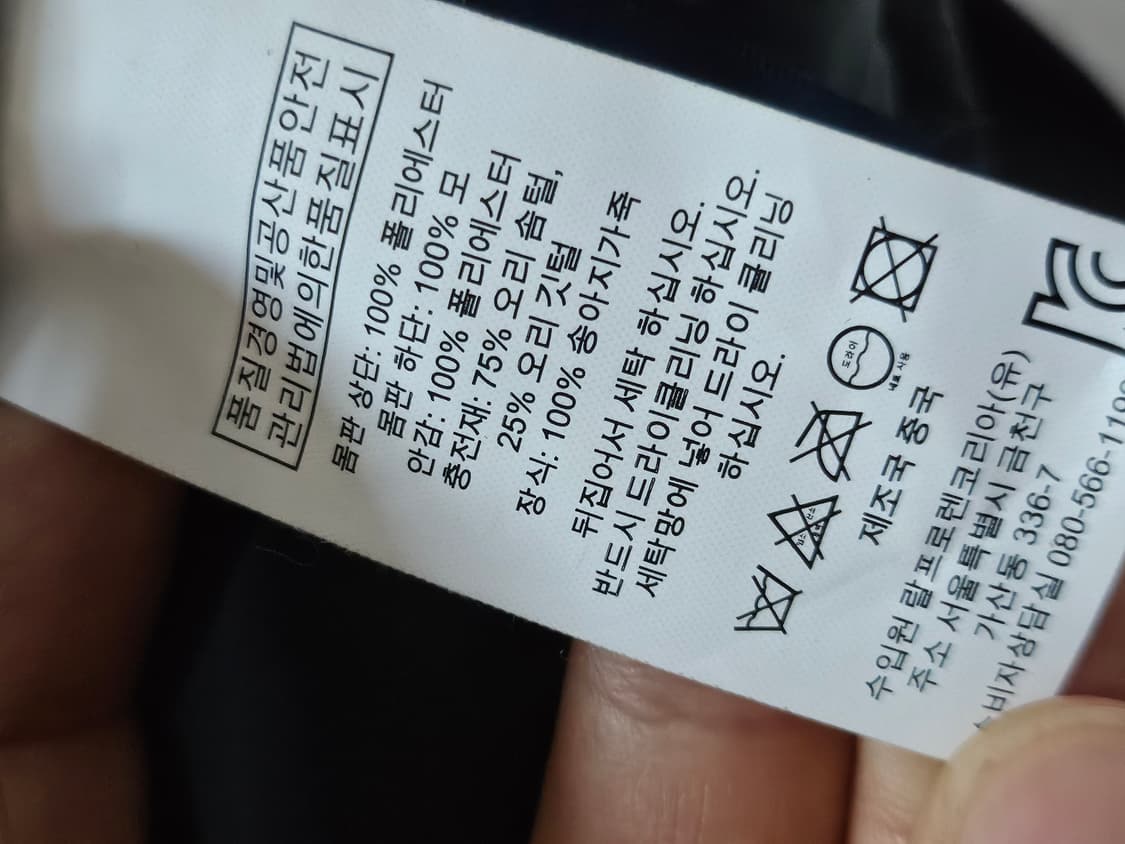 품질경영및공산품안전
관리법에의한품질표시
몸판 상단: 100% 폴리에스터
몸판 하단: 100% 모
안감: 100% 폴리에스터
충전재: 75% 오리 솜털,
25% 오리 깃털
장식: 100% 송아지가죽
뒤집어서 세탁 하십시오.
반드시 드라이클리닝 하십시오.
세탁망에 넣어 드라이 클리닝
하십시오.
드라이
제조국 중국
수입원 랄프로렌코리아(유)
주소 서울특별시 금천구
가산동 336-7
소비자상담실 080-566-